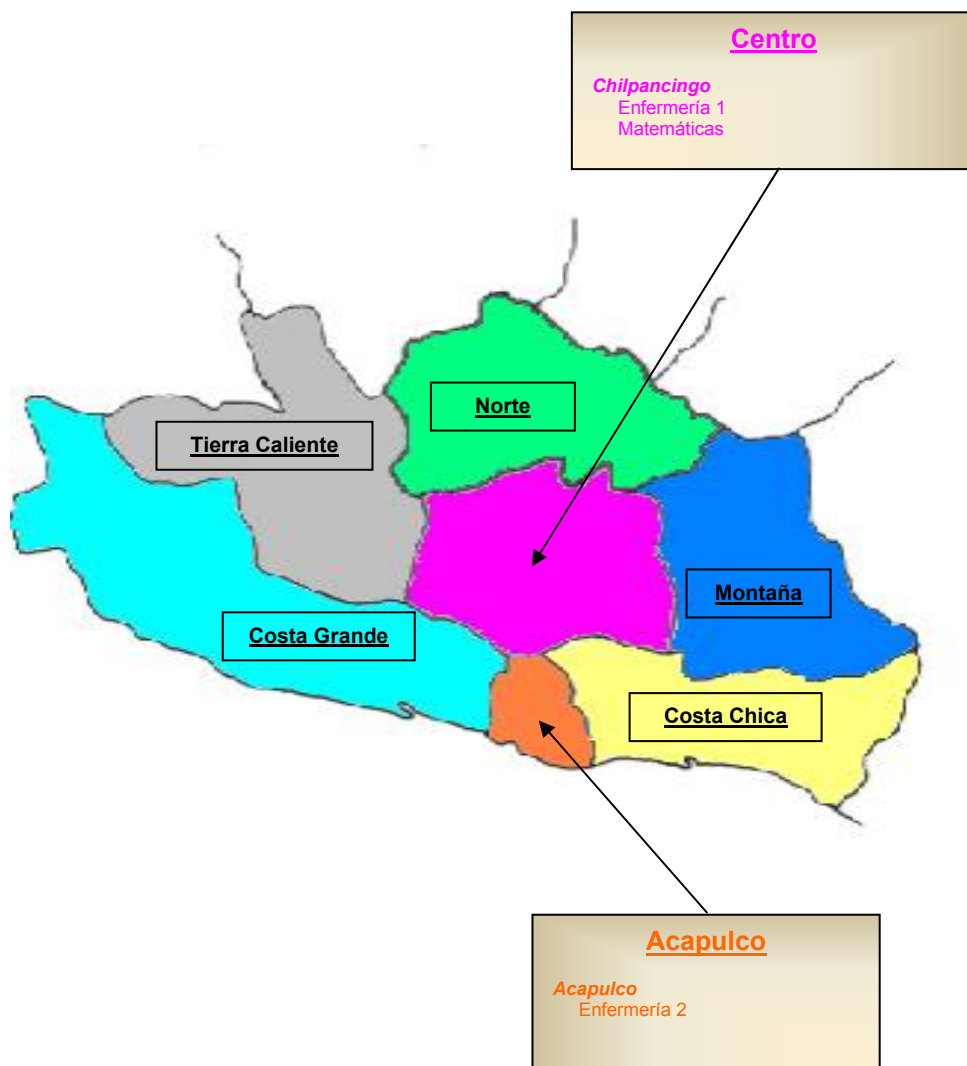 Centro
Chilpancingo
Enfermería 1
Matemáticas
Norte
Tierra Caliente
Montaña
Costa Grande
Costa Chica
Acapulco
Acapulco
Enfermería 2